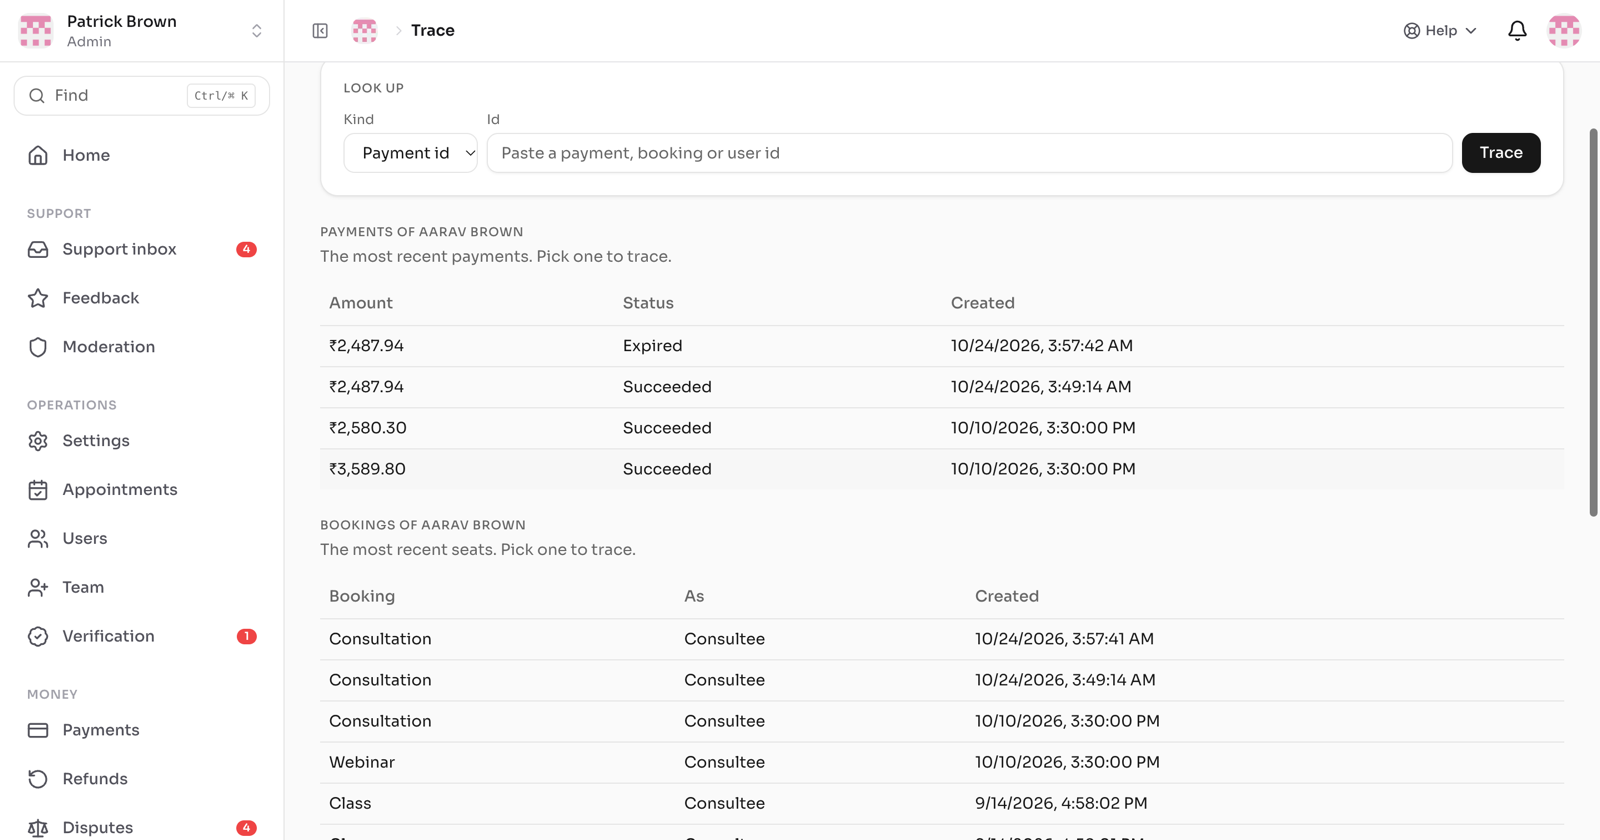 Patrick Brown
Admin
Trace
Help
Find
Ctrl/⌘ K
Home
SUPPORT
Support inbox 4
Feedback
Moderation
OPERATIONS
Settings
Appointments
Users
Team
Verification 1
MONEY
Payments
Refunds
Disputes 4
LOOK UP
Kind Id
Payment id Paste a payment, booking or user id Trace
PAYMENTS OF AARAV BROWN
The most recent payments. Pick one to trace.
Amount Status Created
₹2,487.94 Expired 10/24/2026, 3:57:42 AM
₹2,487.94 Succeeded 10/24/2026, 3:49:14 AM
₹2,580.30 Succeeded 10/10/2026, 3:30:00 PM
₹3,589.80 Succeeded 10/10/2026, 3:30:00 PM
BOOKINGS OF AARAV BROWN
The most recent seats. Pick one to trace.
Booking As Created
Consultation Consultee 10/24/2026, 3:57:41 AM
Consultation Consultee 10/24/2026, 3:49:14 AM
Consultation Consultee 10/10/2026, 3:30:00 PM
Webinar Consultee 10/10/2026, 3:30:00 PM
Class Consultee 9/14/2026, 4:58:02 PM